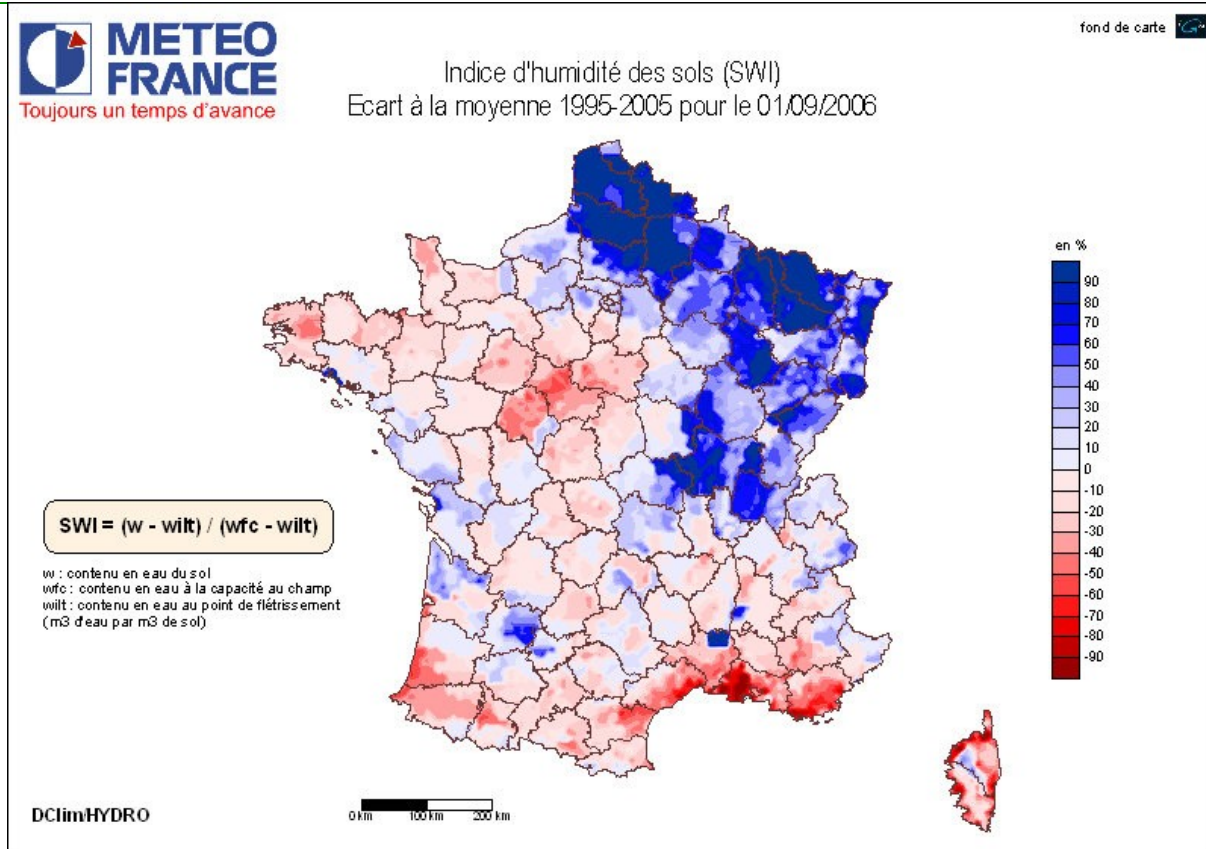 METEO
FRANCE
Toujours un temps d'avance
fond de carte
Indice d'humidité des sols (SWI)
Ecart à la moyenne 1995-2005 pour le 01/09/2006
en %
90
80
70
60
50
40
30
20
10
0
-10
-20
-30
-40
-50
-60
-70
-80
-90
SWI = (w - wilt) / (wfc - wilt)
w : contenu en eau du sol
wfc : contenu en eau à la capacité au champ
wilt : contenu en eau au point de flétrissement
(m3 d'eau par m3 de sol)
DClim/HYDRO
0 km 100 km 200 km